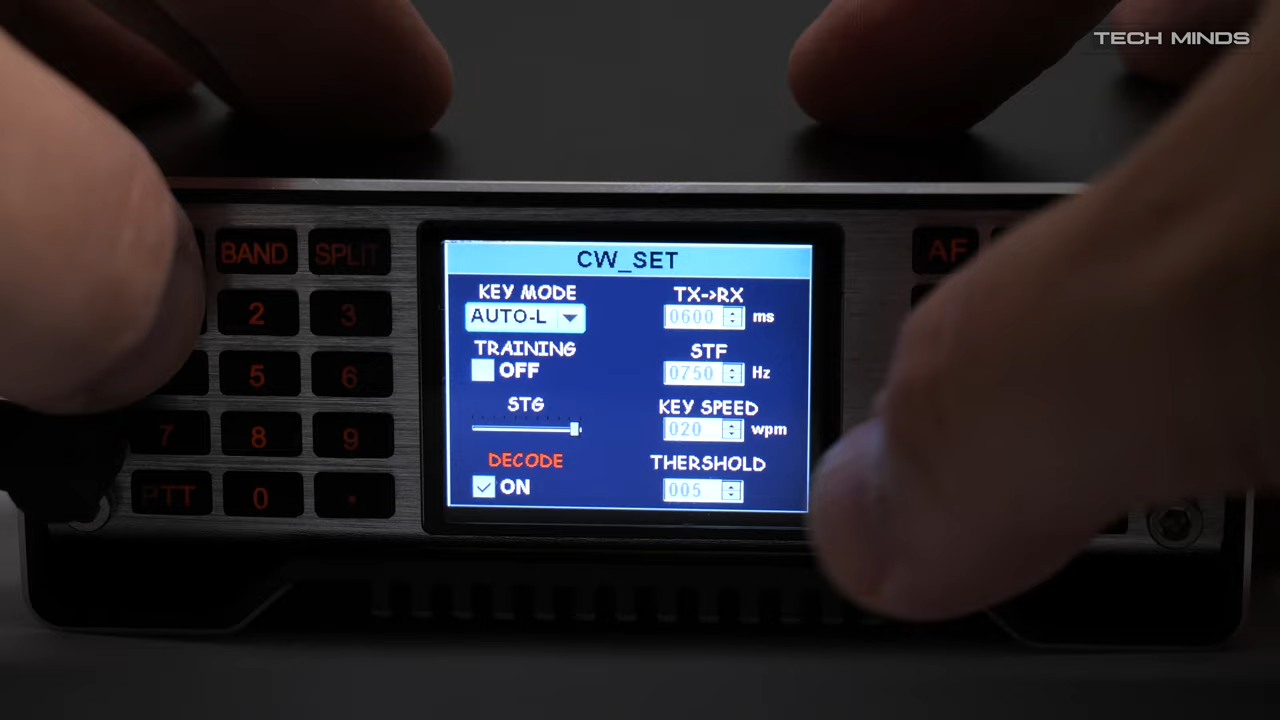 TECH MINDS
BAND SPLIT
2 3
5 6
7 8 9
PTT 0 .
CW_SET
KEY MODE
AUTO-L
TRAINING
OFF
STG
DECODE
ON
TX->RX
0600 ms
STF
0750 Hz
KEY SPEED
020 wpm
THERSHOLD
005
AF